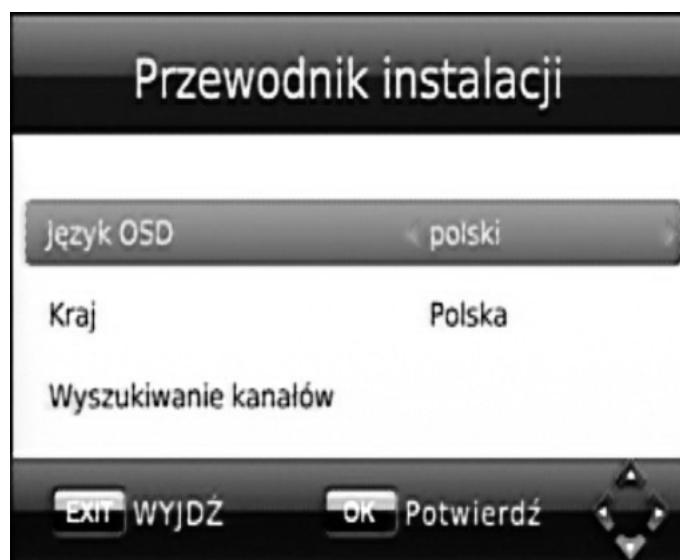 Przewodnik instalacji
Język OSD polski
Kraj Polska
Wyszukiwanie kanałów
EXIT WYJDŹ OK Potwierdź